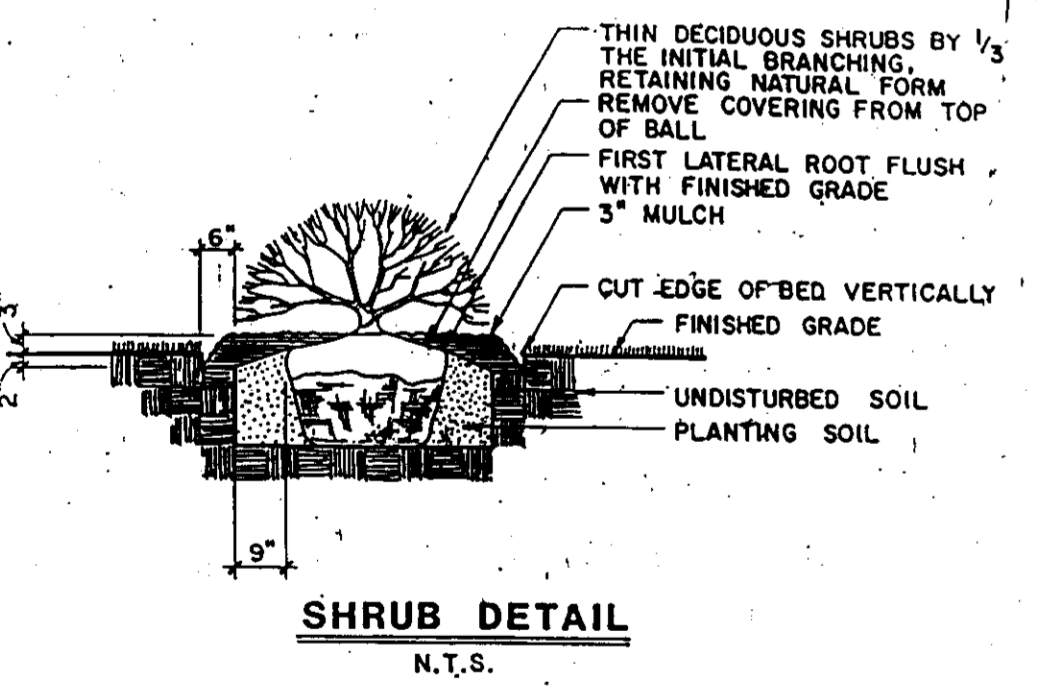 THIN DECIDUOUS SHRUBS BY 1/3
THE INITIAL BRANCHING,
RETAINING NATURAL FORM
REMOVE COVERING FROM TOP
OF BALL
FIRST LATERAL ROOT FLUSH
WITH FINISHED GRADE
3" MULCH
6"
CUT EDGE OF BED VERTICALLY
FINISHED GRADE
3"
2"
UNDISTURBED SOIL
PLANTING SOIL
9"
SHRUB DETAIL
N.T.S.